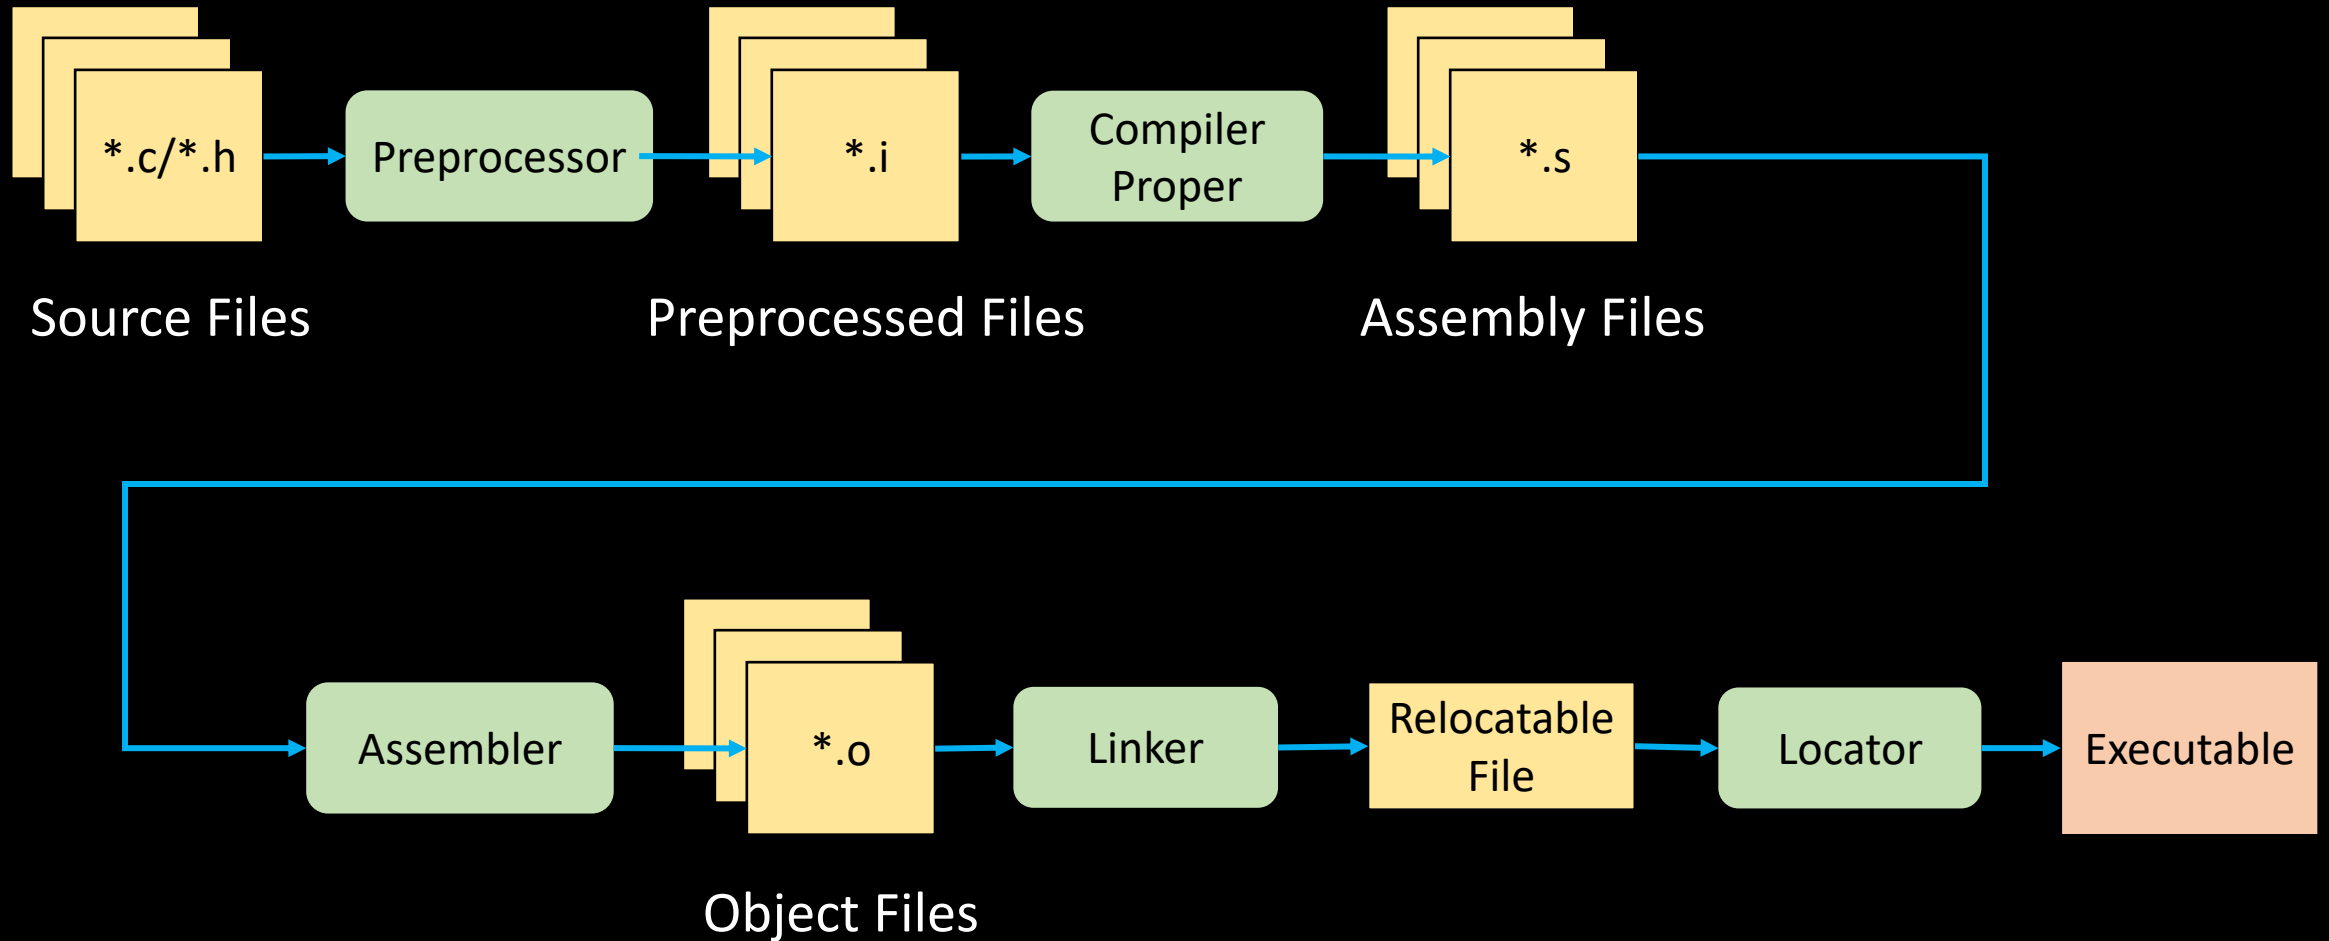 *.c/*.h
Preprocessor
*.i
Compiler
Proper
*.s
Source Files
Preprocessed Files
Assembly Files
Assembler
*.o
Linker
Relocatable
File
Locator
Executable
Object Files